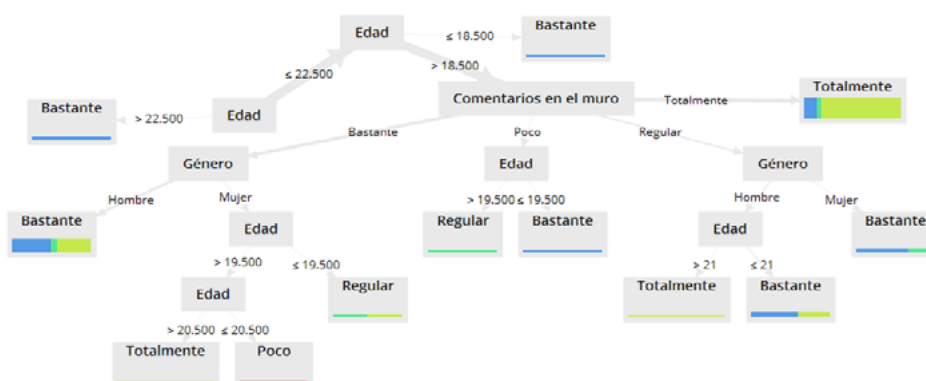 Edad
≤ 18.500
Bastante
≤ 22.500
> 18.500
Bastante
> 22.500
Edad
Comentarios en el muro
Totalmente
Totalmente
Bastante
Poco
Regular
Género
Edad
Género
Hombre
Mujer
> 19.500
≤ 19.500
Hombre
Mujer
Bastante
Edad
Regular
Bastante
Edad
Bastante
> 19.500
≤ 19.500
> 21
≤ 21
Edad
Regular
Totalmente
Bastante
> 20.500
≤ 20.500
Totalmente
Poco